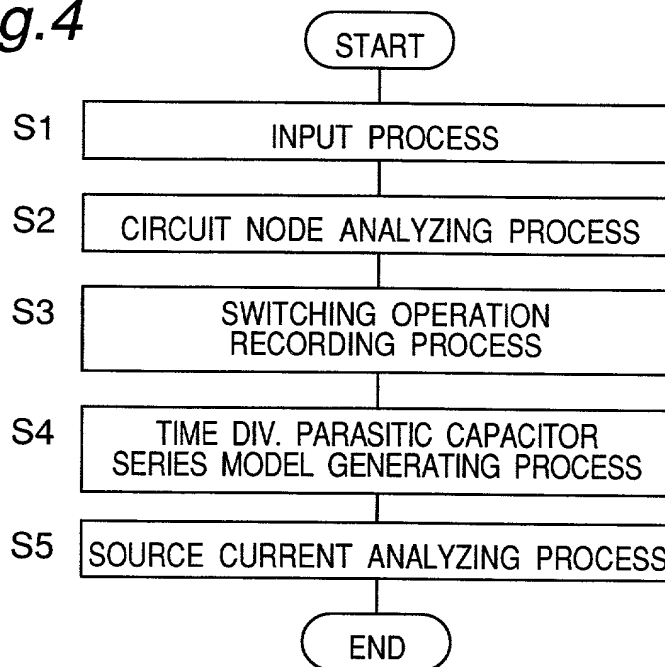 g.4
START
S1 INPUT PROCESS
S2 CIRCUIT NODE ANALYZING PROCESS
S3 SWITCHING OPERATION
RECORDING PROCESS
S4 TIME DIV. PARASITIC CAPACITOR
SERIES MODEL GENERATING PROCESS
S5 SOURCE CURRENT ANALYZING PROCESS
END